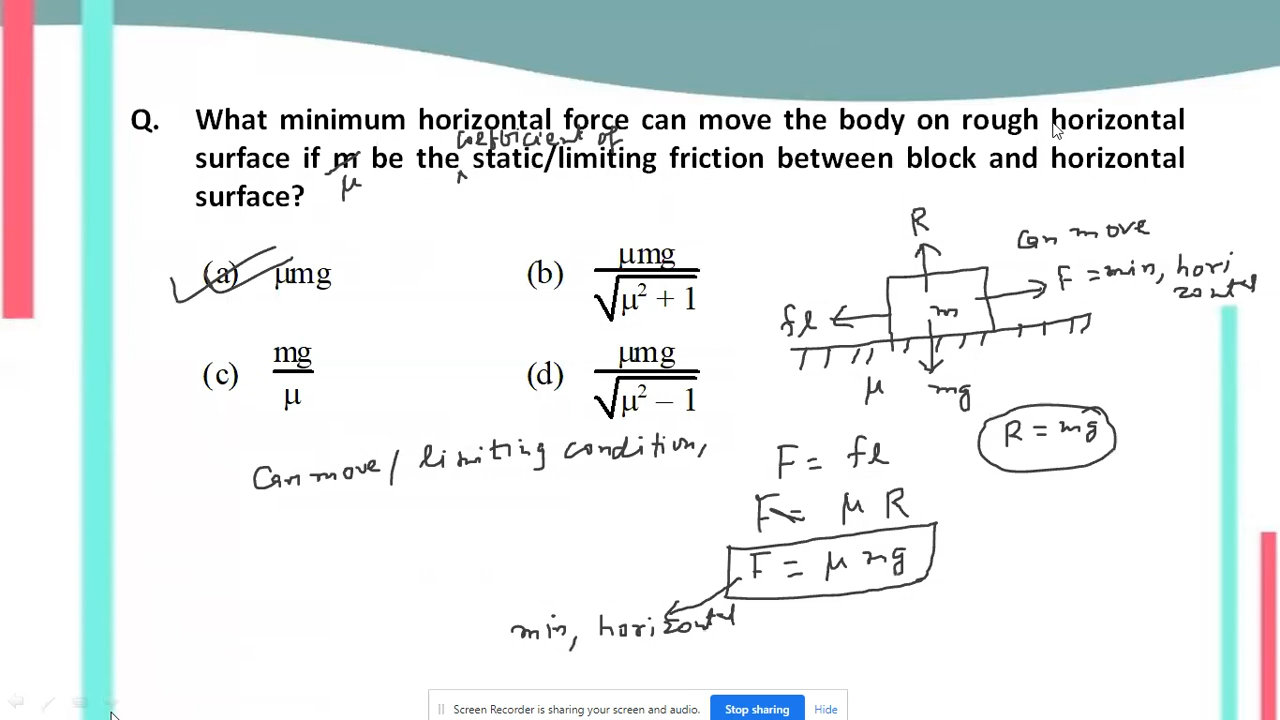 Q. What minimum horizontal force can move the body on rough horizontal
coefficient of
surface if m be the static/limiting friction between block and horizontal
μ
surface?
(a) μmg
(b) μmg / √(μ² + 1)
(c) mg / μ
(d) μmg / √(μ² − 1)
R
can move
F = min, hori
zontal
fl
m
μ
mg
R = mg
Can move / limiting condition,
F = fl
F = μ R
F = μ mg
min, horizontal
Screen Recorder is sharing your screen and audio.
Stop sharing
Hide